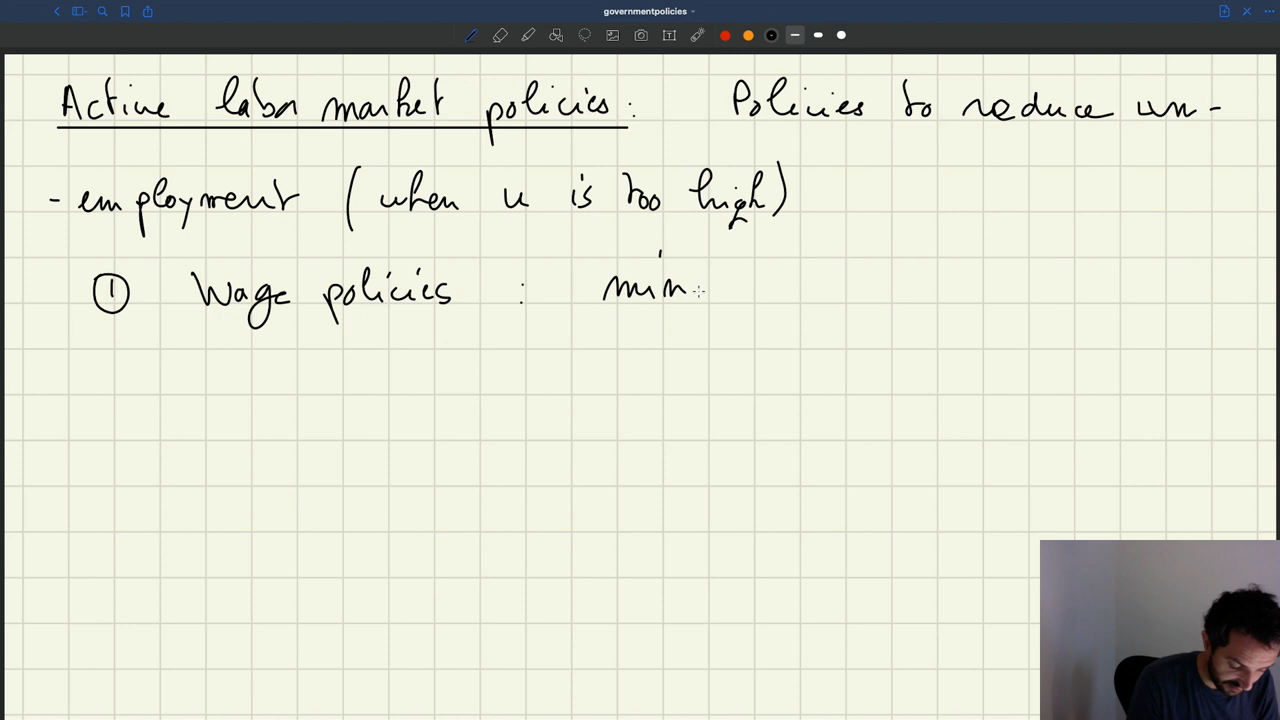 governmentpolicies
Active labor market policies: Policies to reduce un-
-employment (when u is too high)
① Wage policies : min